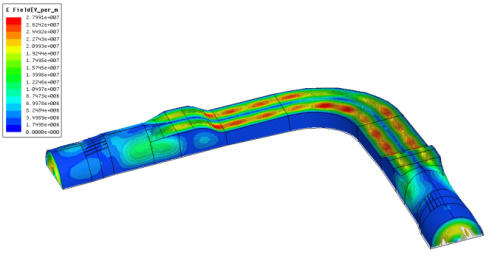 E Field[V_per_m
2.7991e+007
2.6242e+007
2.4492e+007
2.2743e+007
2.0993e+007
1.9244e+007
1.7495e+007
1.5745e+007
1.3996e+007
1.2246e+007
1.0497e+007
8.7473e+006
6.9978e+006
5.2484e+006
3.4989e+006
1.7495e+006
0.0000e+000